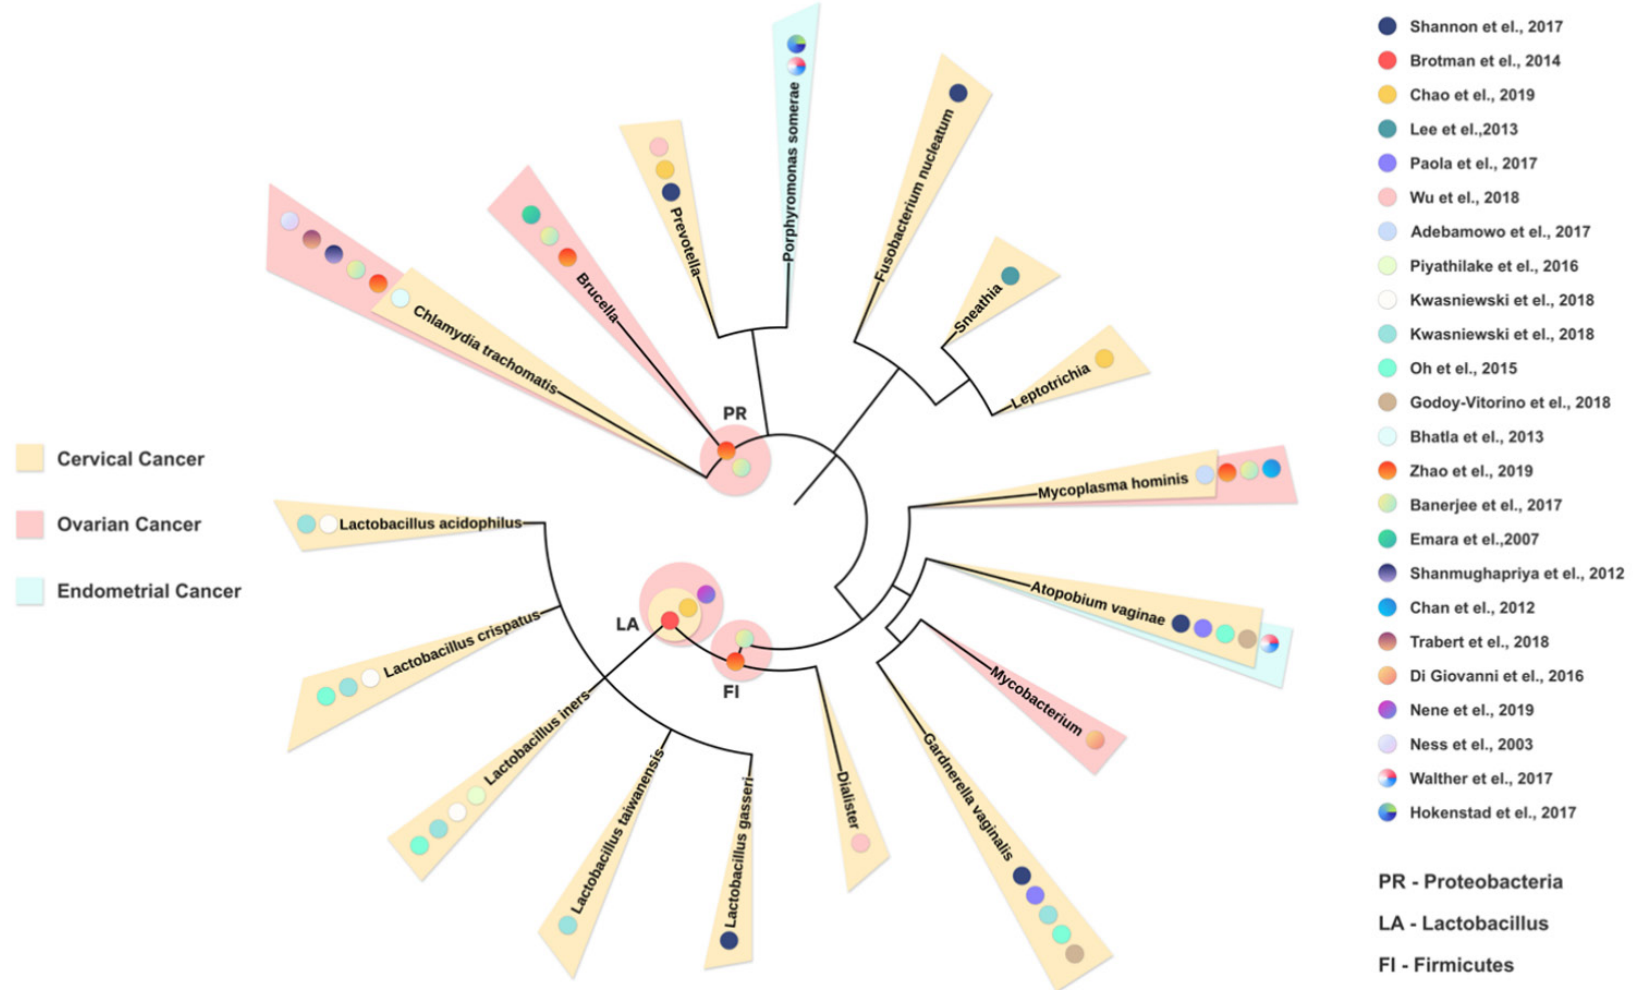 Cervical Cancer
Ovarian Cancer
Endometrial Cancer
Chlamydia trachomatis
Brucella
Prevotella
Porphyromonas somerae
Fusobacterium nucleatum
Sneathia
Leptotrichia
PR
Mycoplasma hominis
Atopobium vaginae
Mycobacterium
Gardnerella vaginalis
Dialister
FI
LA
Lactobacillus acidophilus
Lactobacillus crispatus
Lactobacillus iners
Lactobacillus taiwanensis
Lactobacillus gasseri
Shannon et el., 2017
Brotman et el., 2014
Chao et el., 2019
Lee et el.,2013
Paola et el., 2017
Wu et el., 2018
Adebamowo et el., 2017
Piyathilake et el., 2016
Kwasniewski et el., 2018
Kwasniewski et el., 2018
Oh et el., 2015
Godoy-Vitorino et el., 2018
Bhatla et el., 2013
Zhao et el., 2019
Banerjee et el., 2017
Emara et el.,2007
Shanmughapriya et el., 2012
Chan et el., 2012
Trabert et el., 2018
Di Giovanni et el., 2016
Nene et el., 2019
Ness et el., 2003
Walther et el., 2017
Hokenstad et el., 2017
PR - Proteobacteria
LA - Lactobacillus
FI - Firmicutes